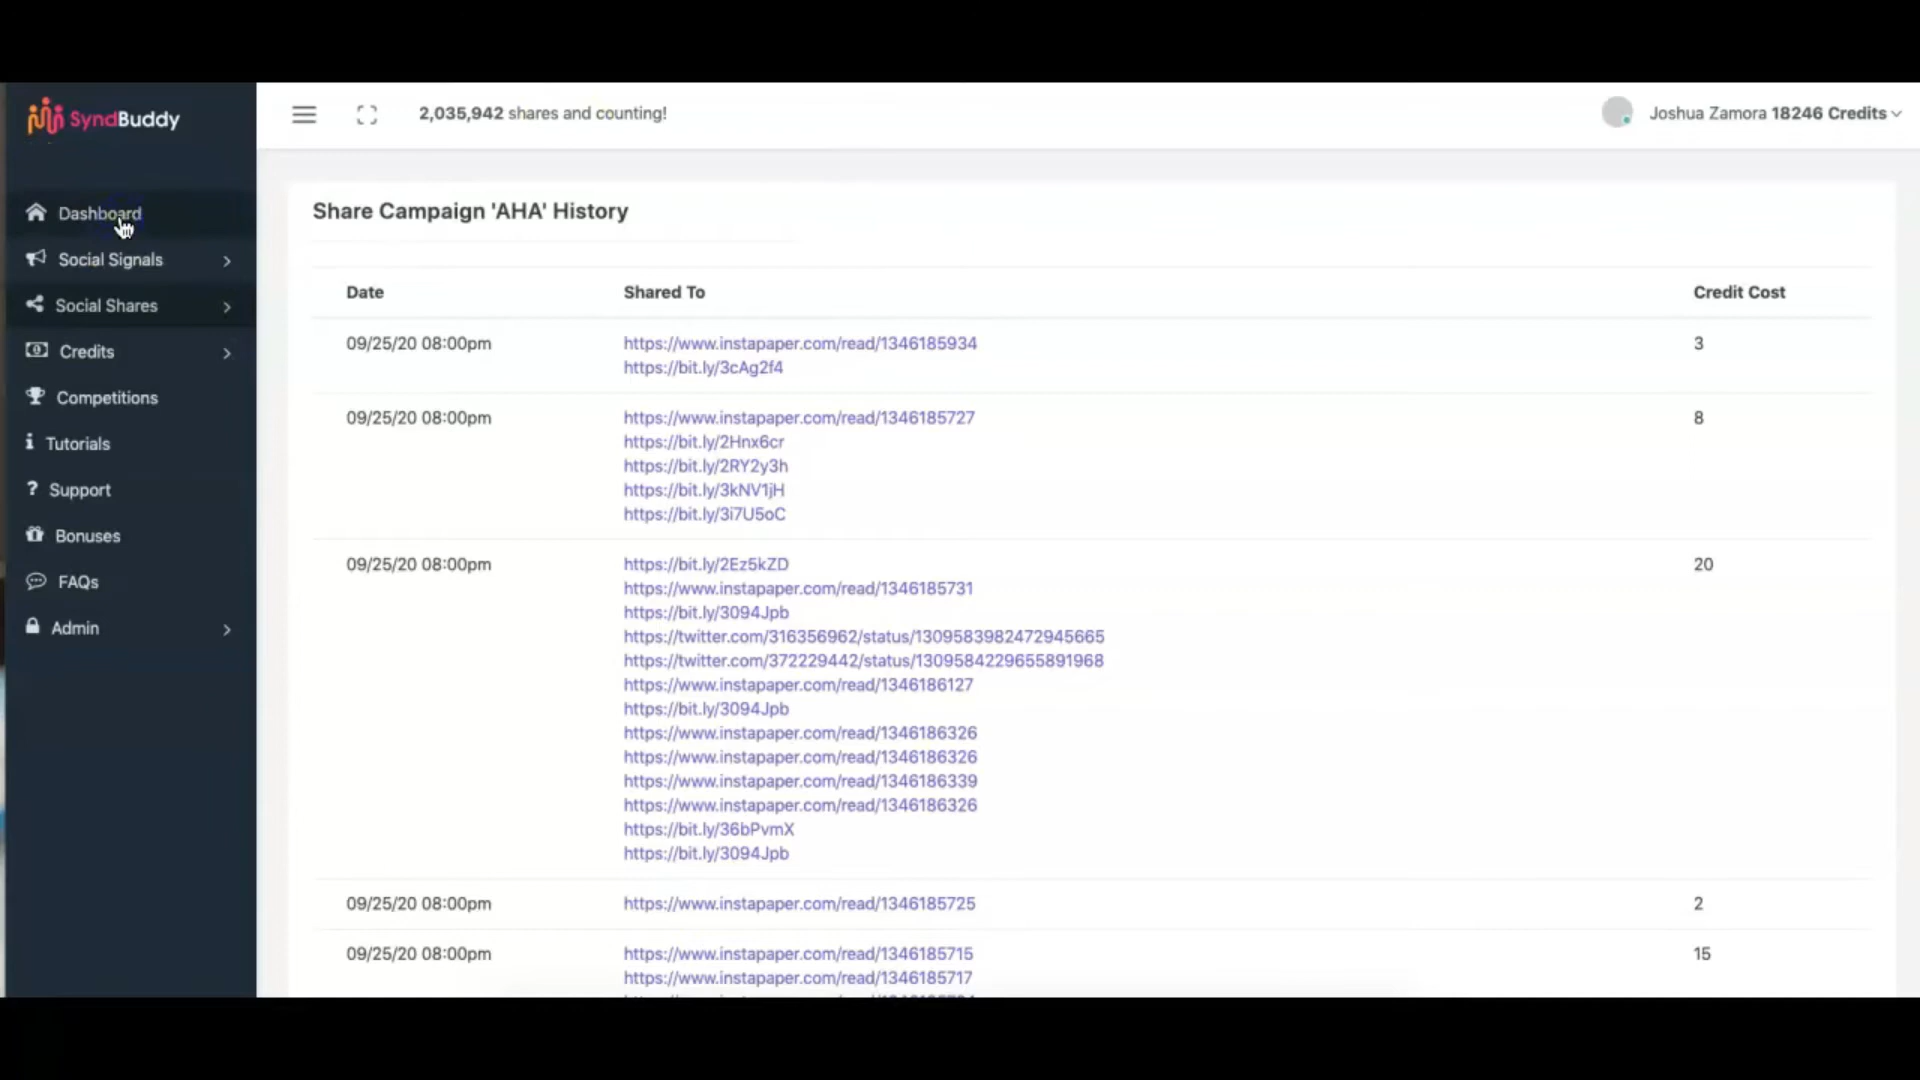 SyndBuddy
2,035,942 shares and counting!
Joshua Zamora 18246 Credits
Dashboard
Social Signals
Social Shares
Credits
Competitions
Tutorials
Support
Bonuses
FAQs
Admin
Share Campaign 'AHA' History
Date Shared To Credit Cost
09/25/20 08:00pm https://www.instapaper.com/read/1346185934 3
https://bit.ly/3cAg2f4
09/25/20 08:00pm https://www.instapaper.com/read/1346185727 8
https://bit.ly/2Hnx6cr
https://bit.ly/2RY2y3h
https://bit.ly/3kNV1jH
https://bit.ly/3i7U5oC
09/25/20 08:00pm https://bit.ly/2Ez5kZD 20
https://www.instapaper.com/read/1346185731
https://bit.ly/3094Jpb
https://twitter.com/316356962/status/1309583982472945665
https://twitter.com/372229442/status/1309584229655891968
https://www.instapaper.com/read/1346186127
https://bit.ly/3094Jpb
https://www.instapaper.com/read/1346186326
https://www.instapaper.com/read/1346186326
https://www.instapaper.com/read/1346186339
https://www.instapaper.com/read/1346186326
https://bit.ly/36bPvmX
https://bit.ly/3094Jpb
09/25/20 08:00pm https://www.instapaper.com/read/1346185725 2
09/25/20 08:00pm https://www.instapaper.com/read/1346185715 15
https://www.instapaper.com/read/1346185717